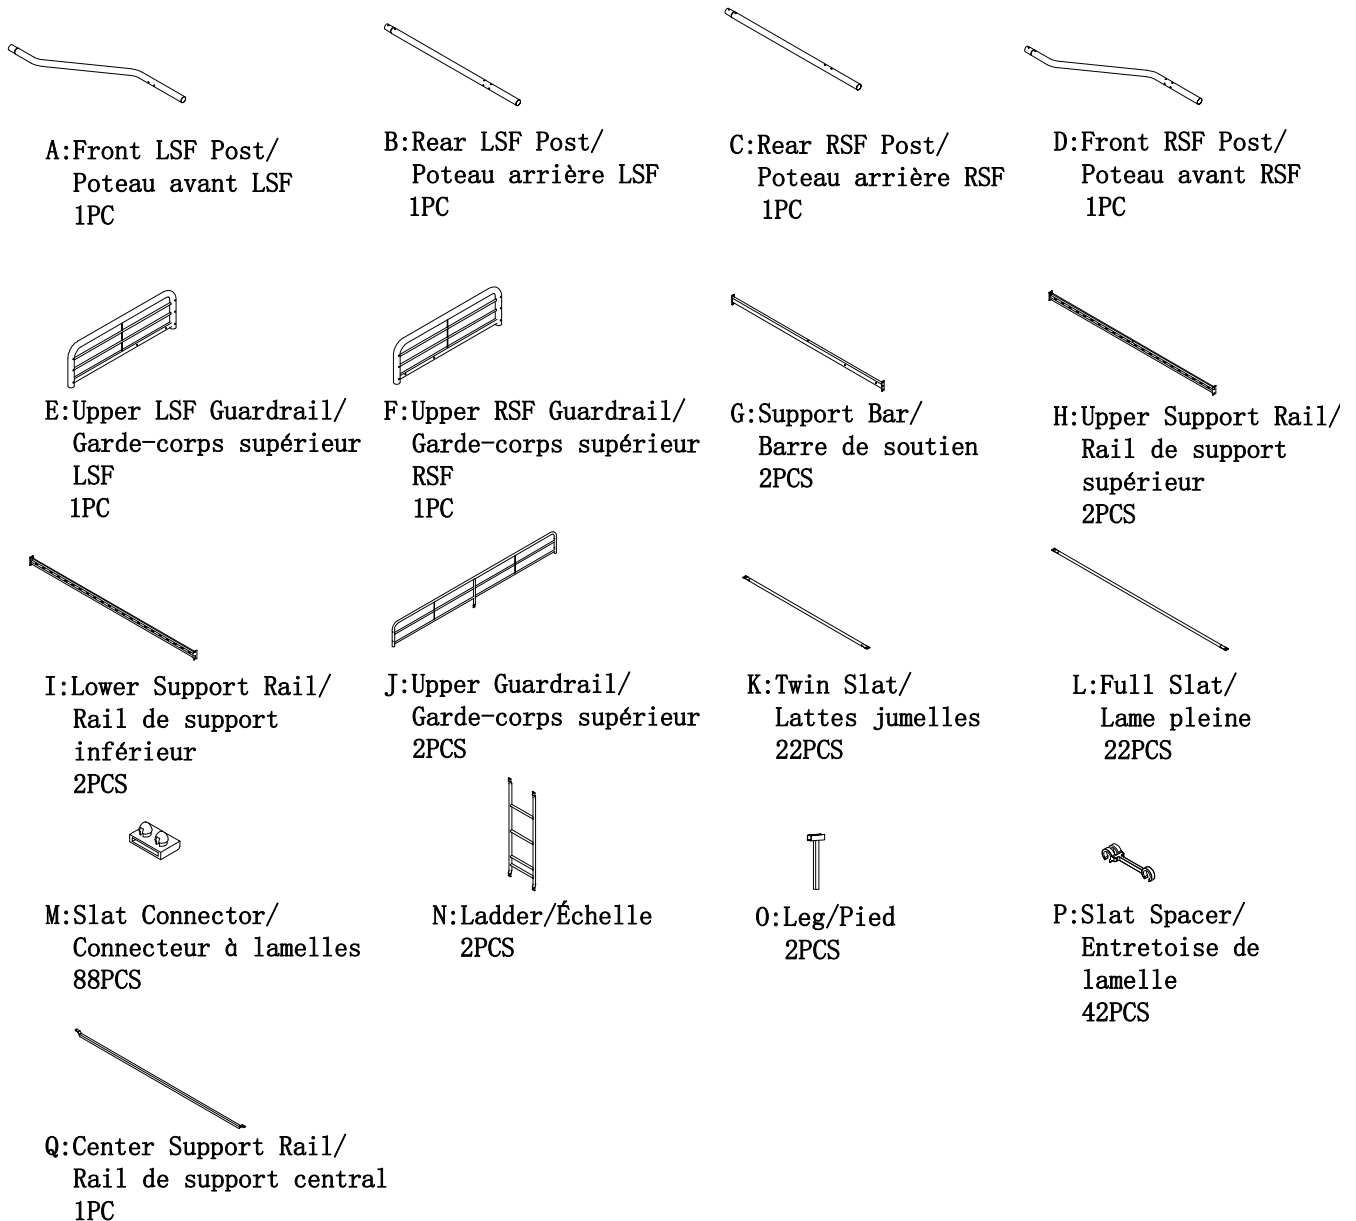 A:Front LSF Post/
Poteau avant LSF
1PC
B:Rear LSF Post/
Poteau arrière LSF
1PC
C:Rear RSF Post/
Poteau arrière RSF
1PC
D:Front RSF Post/
Poteau avant RSF
1PC
E:Upper LSF Guardrail/
Garde-corps supérieur
LSF
1PC
F:Upper RSF Guardrail/
Garde-corps supérieur
RSF
1PC
G:Support Bar/
Barre de soutien
2PCS
H:Upper Support Rail/
Rail de support
supérieur
2PCS
I:Lower Support Rail/
Rail de support
inférieur
2PCS
J:Upper Guardrail/
Garde-corps supérieur
2PCS
K:Twin Slat/
Lattes jumelles
22PCS
L:Full Slat/
Lame pleine
22PCS
M:Slat Connector/
Connecteur à lamelles
88PCS
N:Ladder/Échelle
2PCS
O:Leg/Pied
2PCS
P:Slat Spacer/
Entretoise de
lamelle
42PCS
Q:Center Support Rail/
Rail de support central
1PC